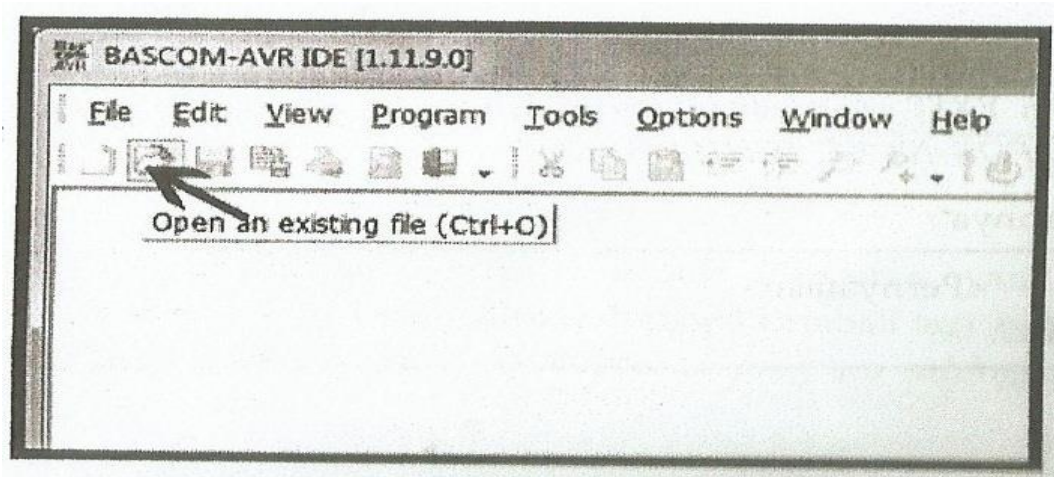 BASCOM-AVR IDE [1.11.9.0]
File Edit View Program Tools Options Window Help
Open an existing file (Ctrl+O)